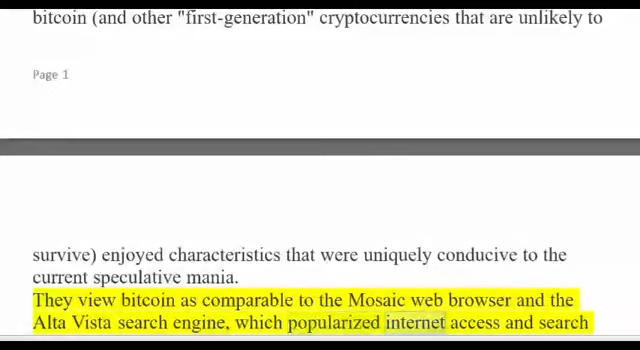 bitcoin (and other "first-generation" cryptocurrencies that are unlikely to
Page 1
survive) enjoyed characteristics that were uniquely conducive to the
current speculative mania.
They view bitcoin as comparable to the Mosaic web browser and the
Alta Vista search engine, which popularized internet access and search